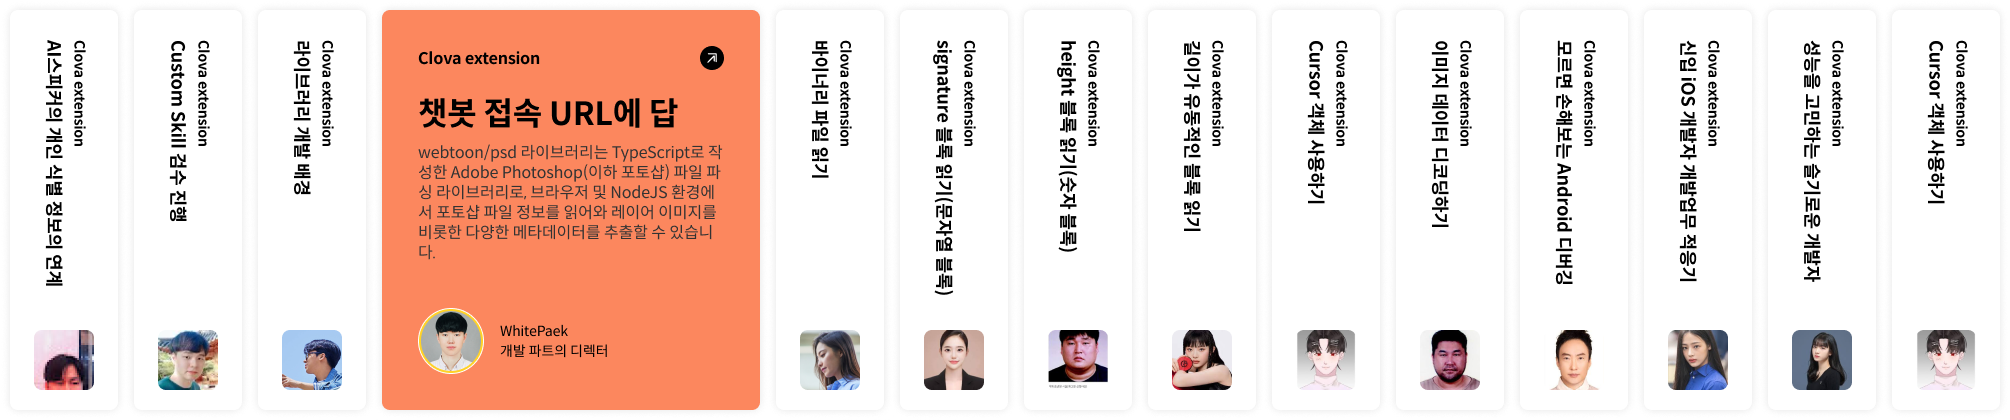 Clova extension
AI스피커의 개인 식별 정보의 연계
Clova extension
Custom Skill 검수 진행
Clova extension
라이브러리 개발 배경
Clova extension
챗봇 접속 URL에 답
webtoon/psd 라이브러리는 TypeScript로 작
성한 Adobe Photoshop(이하 포토샵) 파일 파
싱 라이브러리로, 브라우저 및 NodeJS 환경에
서 포토샵 파일 정보를 읽어와 레이어 이미지를
비롯한 다양한 메타데이터를 추출할 수 있습니
다.
WhitePaek
개발 파트의 디렉터
Clova extension
바이너리 파일 읽기
Clova extension
signature 블록 읽기(문자열 블록)
Clova extension
height 블록 읽기(숫자 블록)
Clova extension
길이가 유동적인 블록 읽기
Clova extension
Cursor 객체 사용하기
Clova extension
이미지 데이터 디코딩하기
Clova extension
모르면 손해보는 Android 디버깅
Clova extension
신입 iOS 개발자 개발업무 적응기
Clova extension
성능을 고민하는 슬기로운 개발자
Clova extension
Cursor 객체 사용하기